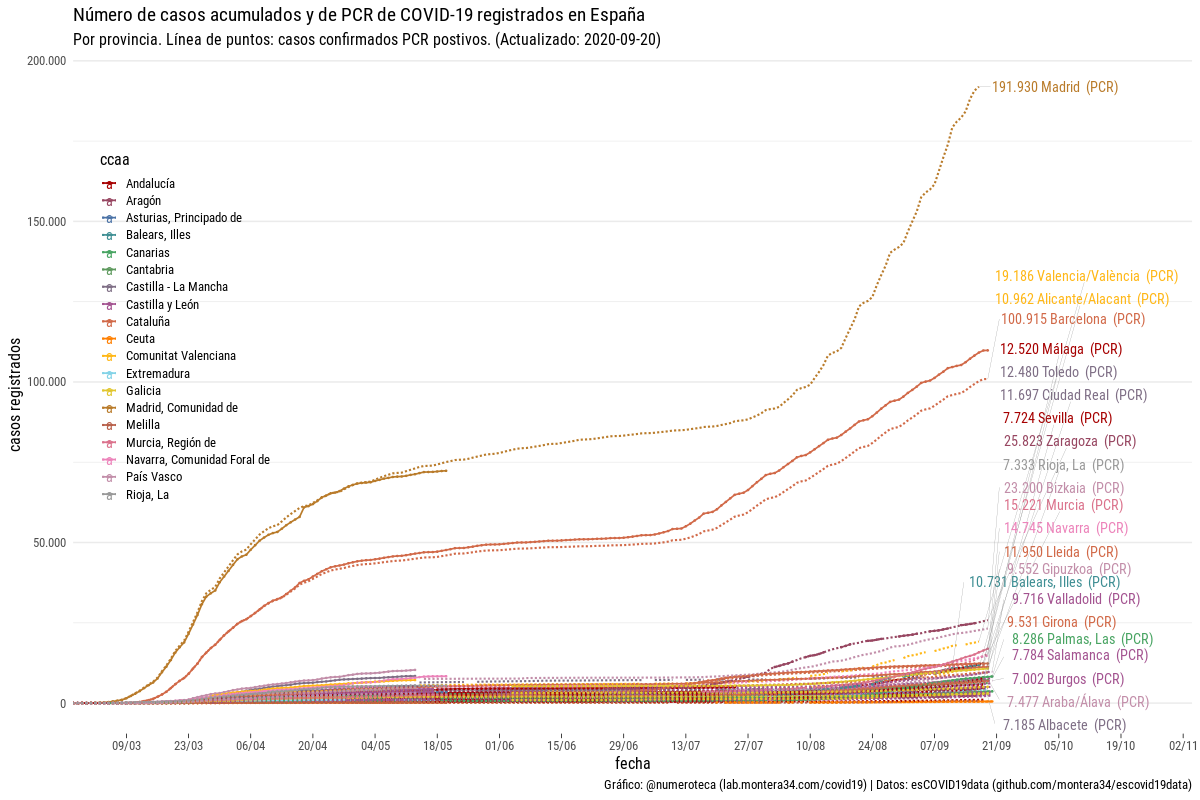 Número de casos acumulados y de PCR de COVID-19 registrados en España
Por provincia. Línea de puntos: casos confirmados PCR postivos. (Actualizado: 2020-09-20)
casos registrados
200.000
150.000
100.000
50.000
0
ccaa
a Andalucía
a Aragón
a Asturias, Principado de
a Balears, Illes
a Canarias
a Cantabria
a Castilla - La Mancha
a Castilla y León
a Cataluña
a Ceuta
a Comunitat Valenciana
a Extremadura
a Galicia
a Madrid, Comunidad de
a Melilla
a Murcia, Región de
a Navarra, Comunidad Foral de
a País Vasco
a Rioja, La
191.930 Madrid (PCR)
19.186 Valencia/València (PCR)
10.962 Alicante/Alacant (PCR)
100.915 Barcelona (PCR)
12.520 Málaga (PCR)
12.480 Toledo (PCR)
11.697 Ciudad Real (PCR)
7.724 Sevilla (PCR)
25.823 Zaragoza (PCR)
7.333 Rioja, La (PCR)
23.200 Bizkaia (PCR)
15.221 Murcia (PCR)
14.745 Navarra (PCR)
11.950 Lleida (PCR)
9.552 Gipuzkoa (PCR)
10.731 Balears, Illes (PCR)
9.716 Valladolid (PCR)
9.531 Girona (PCR)
8.286 Palmas, Las (PCR)
7.784 Salamanca (PCR)
7.002 Burgos (PCR)
7.477 Araba/Álava (PCR)
7.185 Albacete (PCR)
09/03 23/03 06/04 20/04 04/05 18/05 01/06 15/06 29/06 13/07 27/07 10/08 24/08 07/09 21/09 05/10 19/10 02/11
fecha
Gráfico: @numeroteca (lab.montera34.com/covid19) | Datos: esCOVID19data (github.com/montera34/escovid19data)